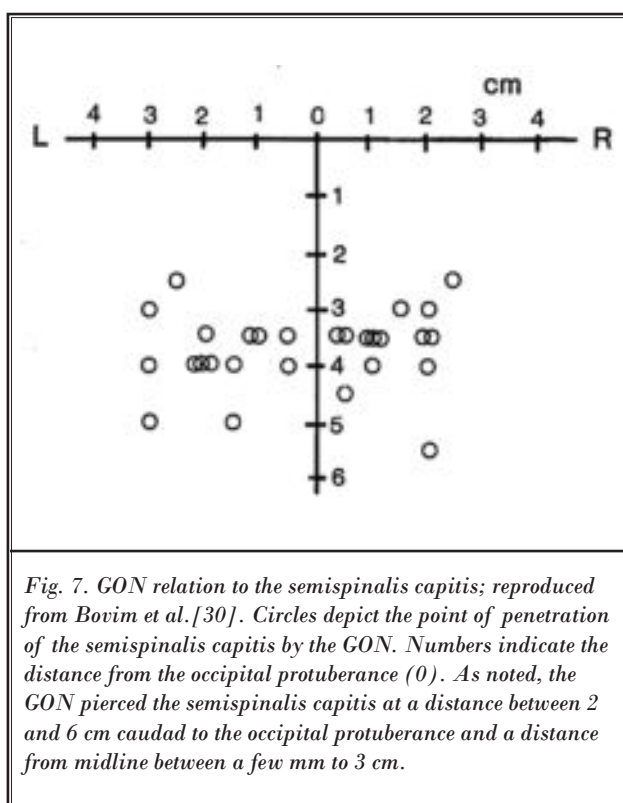 cm
4 3 2 1 0 1 2 3 4
L R
1
2
3
4
5
6
Fig. 7. GON relation to the semispinalis capitis; reproduced
from Bovim et al.[30]. Circles depict the point of penetration
of the semispinalis capitis by the GON. Numbers indicate the
distance from the occipital protuberance (0). As noted, the
GON pierced the semispinalis capitis at a distance between 2
and 6 cm caudad to the occipital protuberance and a distance
from midline between a few mm to 3 cm.